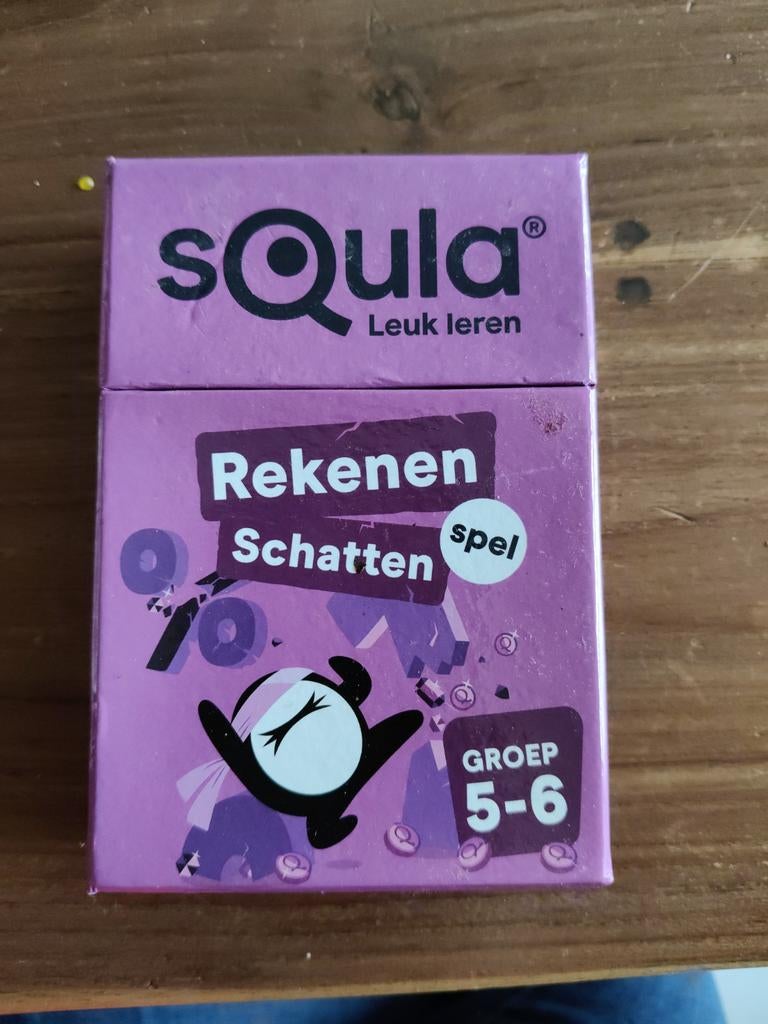 sQula®
Leuk leren
Rekenen
Schatten
spel
GROEP
5-6